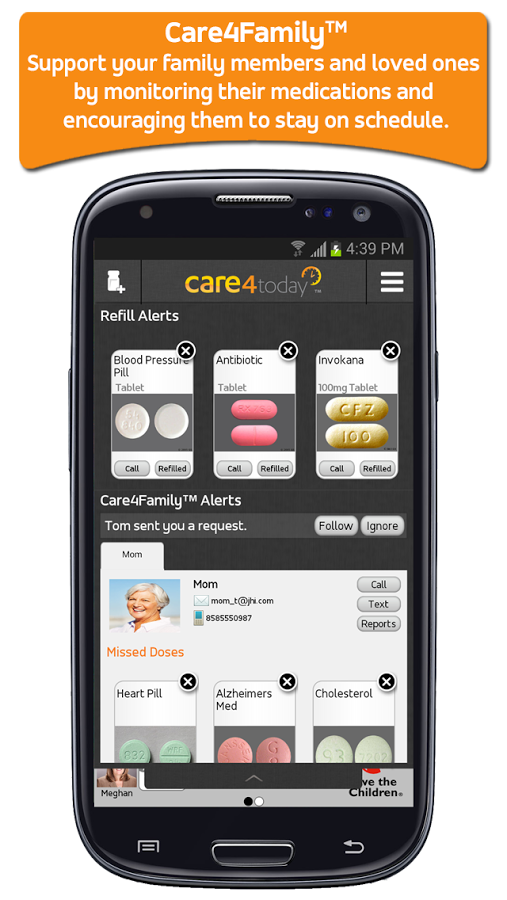 Care4Family™
Support your family members and loved ones
by monitoring their medications and
encouraging them to stay on schedule.
4:39 PM
care4today™
Refill Alerts
Blood Pressure
Pill
Tablet
Call Refilled
Antibiotic
Tablet
Call Refilled
Invokana
100mg Tablet
CFZ
100
Call Refilled
Care4Family™ Alerts
Tom sent you a request.
Follow Ignore
Mom
Mom
mom_t@jhi.com
8585550987
Call
Text
Reports
Missed Doses
Heart Pill
832
Alzheimers
Med
Cholesterol
Meghan
ve the
Children®